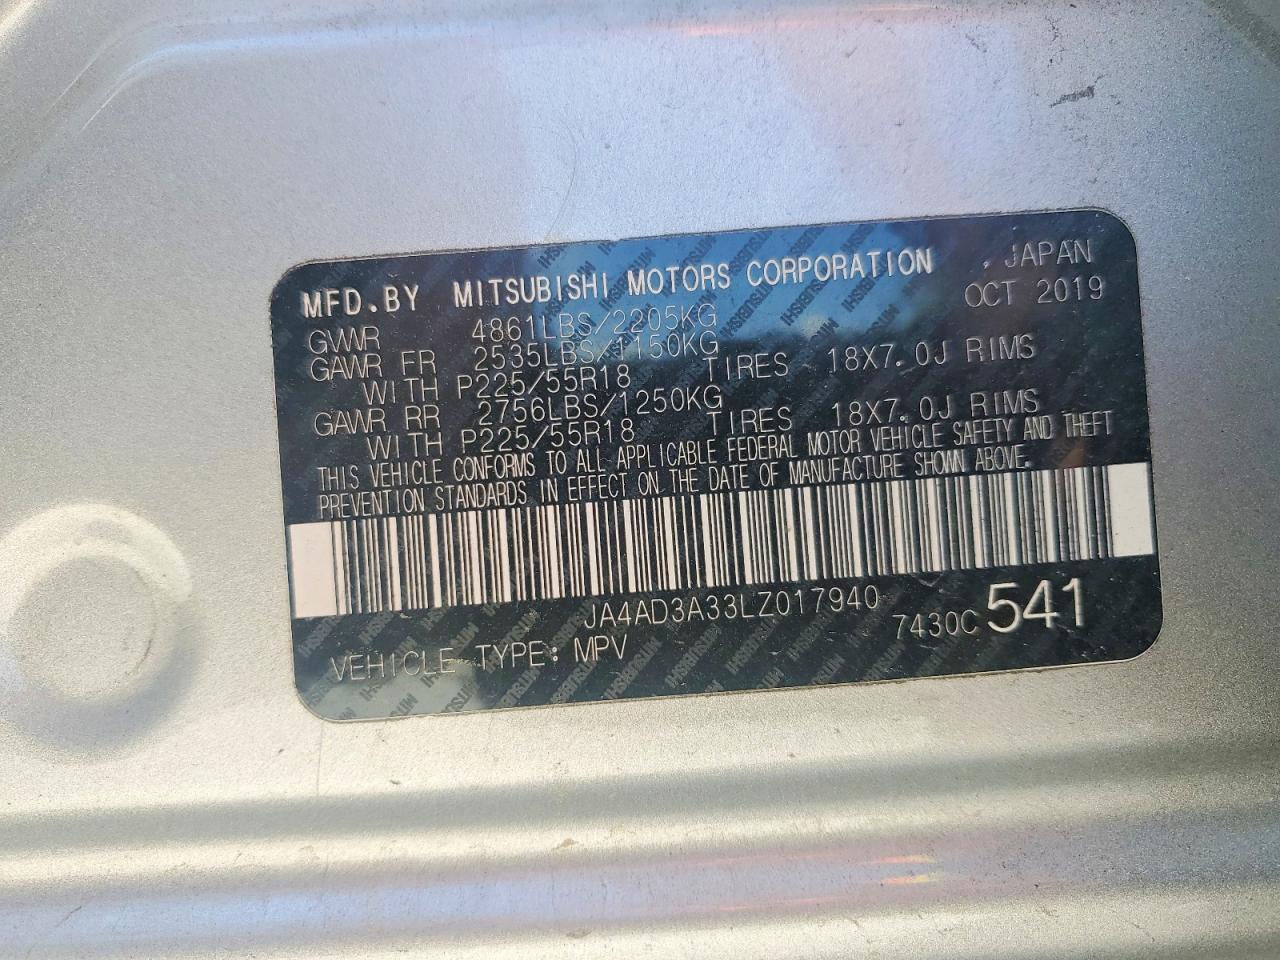 MFD.BY MITSUBISHI MOTORS CORPORATION , JAPAN
OCT 2019
GVWR 4861LBS/2205KG
GAWR FR 2535LBS/1150KG
WITH P225/55R18 TIRES 18X7.0J RIMS
GAWR RR 2756LBS/1250KG
WITH P225/55R18 TIRES 18X7.0J RIMS
THIS VEHICLE CONFORMS TO ALL APPLICABLE FEDERAL MOTOR VEHICLE SAFETY AND THEFT
PREVENTION STANDARDS IN EFFECT ON THE DATE OF MANUFACTURE SHOWN ABOVE.
JA4AD3A33LZ017940
7430C 541
VEHICLE TYPE: MPV